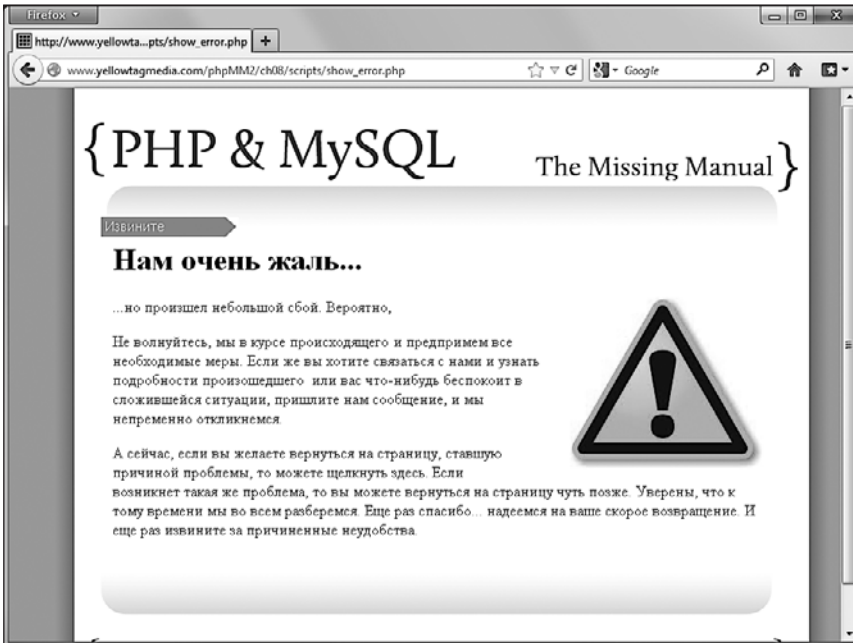 Firefox
http://www.yellowta...pts/show_error.php
+
www.yellowtagmedia.com/phpMM2/ch08/scripts/show_error.php
Google
{PHP & MySQL
The Missing Manual}
Извините
Нам очень жаль...
...но произшел небольшой сбой. Вероятно,
Не волнуйтесь, мы в курсе происходящего и предпримем все
необходимые меры. Если же вы хотите связаться с нами и узнать
подробности произошедшего или вас что-нибудь беспокоит в
сложившейся ситуации, пришлите нам сообщение, и мы
непременно откликнемся.
А сейчас, если вы желаете вернуться на страницу, ставшую
причиной проблемы, то можете щелкнуть здесь. Если
возникнет такая же проблема, то вы можете вернуться на страницу чуть позже. Уверены, что к
тому времени мы во всем разберемся. Еще раз спасибо... надеемся на ваше скорое возвращение. И
еще раз извините за причиненные неудобства.